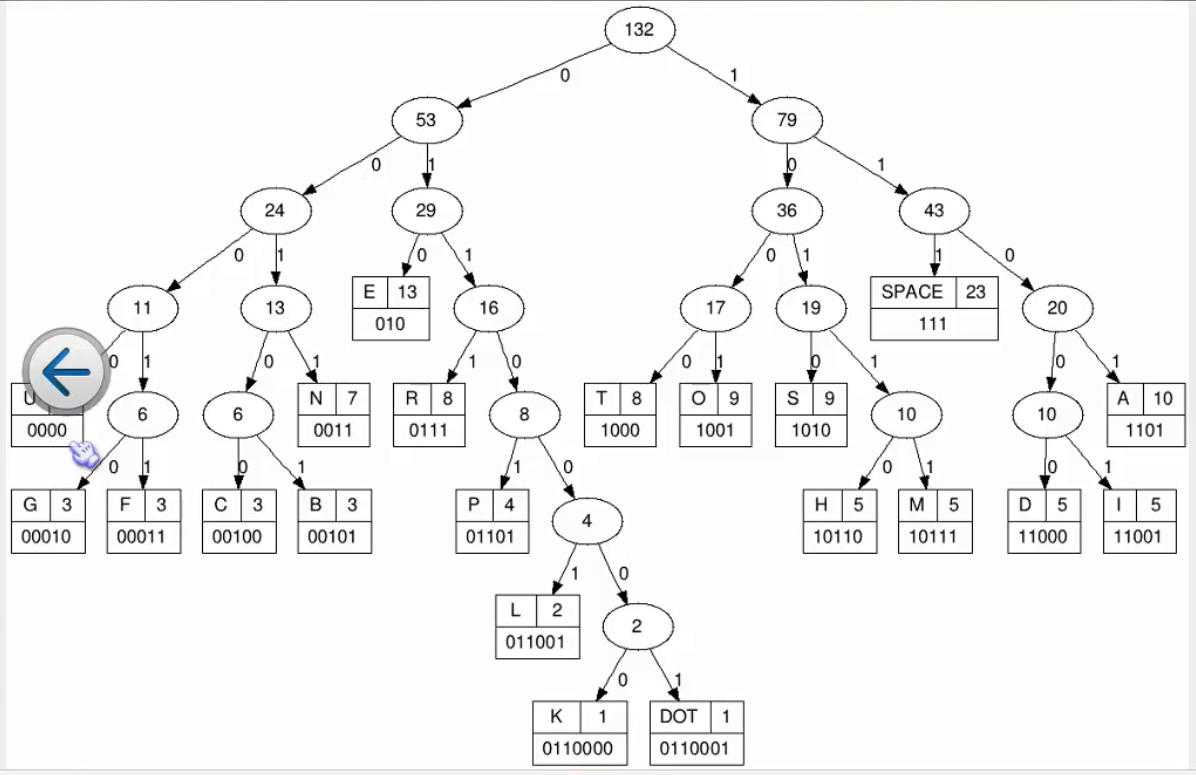 132
0 1
53 79
0 1 0 1
24 29 36 43
0 1 0 1 0 1 1 0
11 13 E 13 16 17 19 SPACE 23 20
010 111
0 1 0 1 1 0 0 1 0 1 0 1
U 6 6 N 7 R 8 8 T 8 O 9 S 9 10 10 A 10
0000 0011 0111 1000 1001 1010 1101
0 1 0 1 1 0 0 1 0 1
G 3 F 3 C 3 B 3 P 4 4 H 5 M 5 D 5 I 5
00010 00011 00100 00101 01101 10110 10111 11000 11001
1 0
L 2 2
011001
0 1
K 1 DOT 1
0110000 0110001